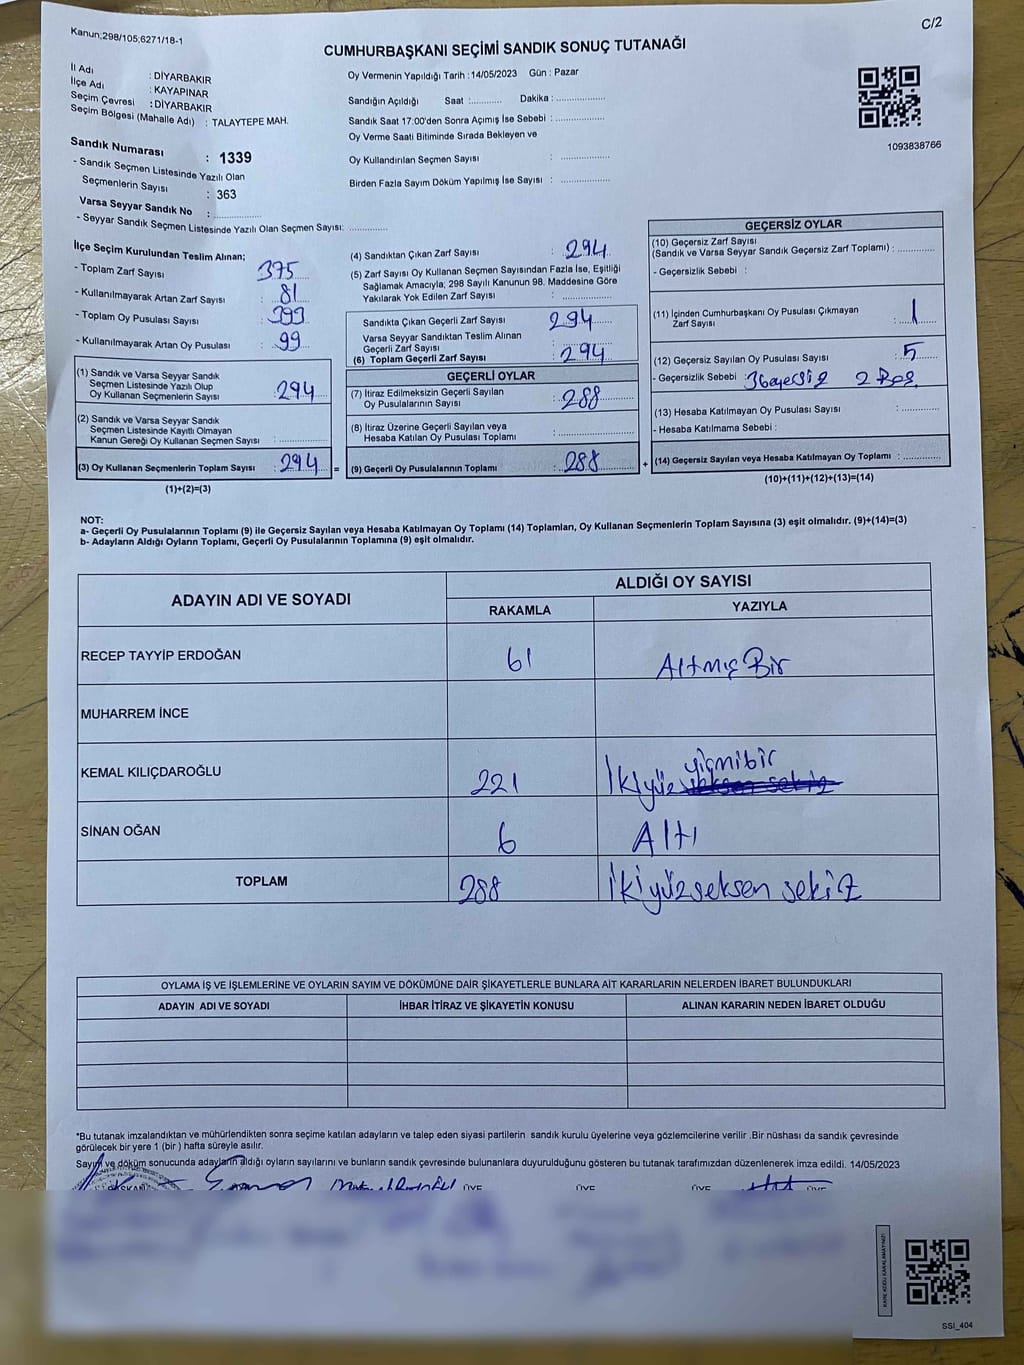 Kanun;298/105;6271/18-1
C/2
CUMHURBAŞKANI SEÇİMİ SANDIK SONUÇ TUTANAĞI
İl Adı : DİYARBAKIR
İlçe Adı : KAYAPINAR
Seçim Çevresi : DİYARBAKIR
Seçim Bölgesi (Mahalle Adı) : TALAYTEPE MAH.
Sandık Numarası : 1339
- Sandık Seçmen Listesinde Yazılı Olan
Seçmenlerin Sayısı : 363
Varsa Seyyar Sandık No :
- Seyyar Sandık Seçmen Listesinde Yazılı Olan Seçmen Sayısı:
Oy Vermenin Yapıldığı Tarih : 14/05/2023 Gün : Pazar
Sandığın Açıldığı Saat : Dakika :
Sandık Saat 17:00'den Sonra Açımış İse Sebebi :
Oy Verme Saati Bitiminde Sırada Bekleyen ve
Oy Kullandırılan Seçmen Sayısı :
Birden Fazla Sayım Döküm Yapılmış İse Sayısı :
1093838766
İlçe Seçim Kurulundan Teslim Alınan;
- Toplam Zarf Sayısı : 375
- Kullanılmayarak Artan Zarf Sayısı : 81
- Toplam Oy Pusulası Sayısı : 393
- Kullanılmayarak Artan Oy Pusulası : 99
(1) Sandık ve Varsa Seyyar Sandık
Seçmen Listesinde Yazılı Olup
Oy Kullanan Seçmenlerin Sayısı : 294
(2) Sandık ve Varsa Seyyar Sandık
Seçmen Listesinde Kayıtlı Olmayan
Kanun Gereği Oy Kullanan Seçmen Sayısı :
(3) Oy Kullanan Seçmenlerin Toplam Sayısı : 294 =
(1)+(2)=(3)
(4) Sandıktan Çıkan Zarf Sayısı : 294
(5) Zarf Sayısı Oy Kullanan Seçmen Sayısından Fazla İse, Eşitliği
Sağlamak Amacıyla; 298 Sayılı Kanunun 98. Maddesine Göre
Yakılarak Yok Edilen Zarf Sayısı :
Sandıkta Çıkan Geçerli Zarf Sayısı : 294
Varsa Seyyar Sandıktan Teslim Alınan
Geçerli Zarf Sayısı :
(6) Toplam Geçerli Zarf Sayısı : 294
GEÇERLİ OYLAR
(7) İtiraz Edilmeksizin Geçerli Sayılan
Oy Pusulalarının Sayısı : 288
(8) İtiraz Üzerine Geçerli Sayılan veya
Hesaba Katılan Oy Pusulası Toplamı :
(9) Geçerli Oy Pusulalarının Toplamı : 288 +
GEÇERSİZ OYLAR
(10) Geçersiz Zarf Sayısı
(Sandık ve Varsa Seyyar Sandık Geçersiz Zarf Toplamı) :
- Geçersizlik Sebebi :
(11) İçinden Cumhurbaşkanı Oy Pusulası Çıkmayan
Zarf Sayısı : 1
(12) Geçersiz Sayılan Oy Pusulası Sayısı : 5
- Geçersizlik Sebebi : 3 2 Boş
(13) Hesaba Katılmayan Oy Pusulası Sayısı :
- Hesaba Katılmama Sebebi :
(14) Geçersiz Sayılan veya Hesaba Katılmayan Oy Toplamı :
(10)+(11)+(12)+(13)=(14)
NOT:
a- Geçerli Oy Pusulalarının Toplamı (9) ile Geçersiz Sayılan veya Hesaba Katılmayan Oy Toplamı (14) Toplamları, Oy Kullanan Seçmenlerin Toplam Sayısına (3) eşit olmalıdır. (9)+(14)=(3)
b- Adayların Aldığı Oyların Toplamı, Geçerli Oy Pusulalarının Toplamına (9) eşit olmalıdır.
ADAYIN ADI VE SOYADI
ALDIĞI OY SAYISI
RAKAMLA YAZIYLA
RECEP TAYYİP ERDOĞAN 61 Altmış Bir
MUHARREM İNCE
KEMAL KILIÇDAROĞLU 221 İkiyüz yirmibir
SİNAN OĞAN 6 Altı
TOPLAM 288 İkiyüzseksen sekiz
OYLAMA İŞ VE İŞLEMLERİNE VE OYLARIN SAYIM VE DÖKÜMÜNE DAİR ŞİKAYETLERLE BUNLARA AİT KARARLARIN NELERDEN İBARET BULUNDUKLARI
ADAYIN ADI VE SOYADI İHBAR İTİRAZ VE ŞİKAYETİN KONUSU ALINAN KARARIN NEDEN İBARET OLDUĞU
*Bu tutanak imzalandıktan ve mühürlendikten sonra seçime katılan adayların ve talep eden siyasi partilerin sandık kurulu üyelerine veya gözlemcilerine verilir .Bir nüshası da sandık çevresinde
görülecek bir yere 1 (bir ) hafta süreyle asılır.
Sayım ve döküm sonucunda adayların aldığı oyların sayılarını ve bunların sandık çevresinde bulunanlara duyurulduğunu gösteren bu tutanak tarafımızdan düzenlenerek imza edildi. 14/05/2023
BAŞKAN ÜYE ÜYE ÜYE ÜYE
SSI_404